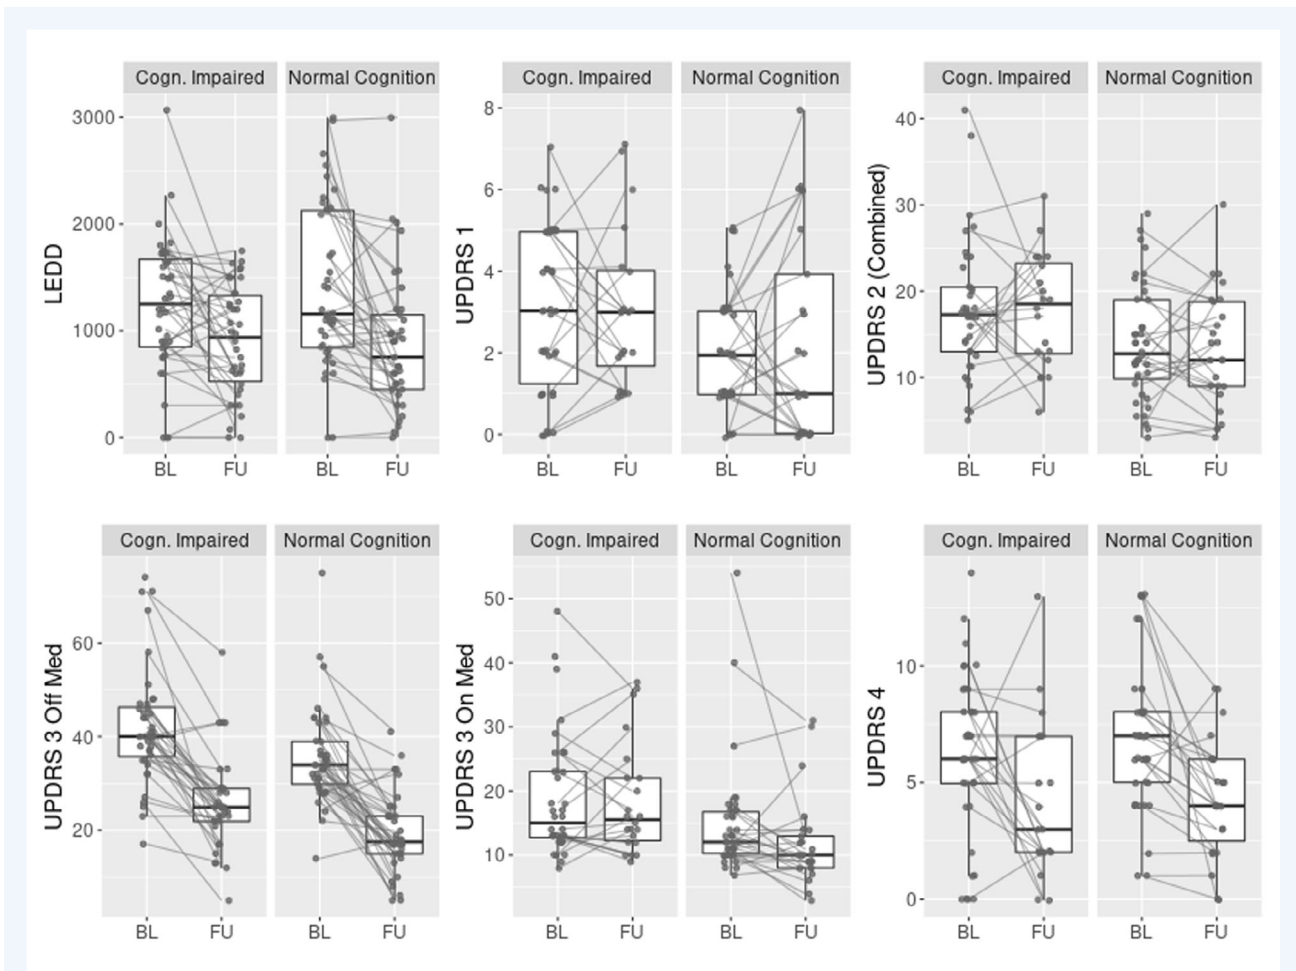 Cogn. Impaired Normal Cognition
LEDD
3000
2000
1000
0
BL FU BL FU
Cogn. Impaired Normal Cognition
UPDRS 1
8
6
4
2
0
BL FU BL FU
Cogn. Impaired Normal Cognition
UPDRS 2 (Combined)
40
30
20
10
BL FU BL FU
Cogn. Impaired Normal Cognition
UPDRS 3 Off Med
60
40
20
BL FU BL FU
Cogn. Impaired Normal Cognition
UPDRS 3 On Med
50
40
30
20
10
BL FU BL FU
Cogn. Impaired Normal Cognition
UPDRS 4
10
5
0
BL FU BL FU